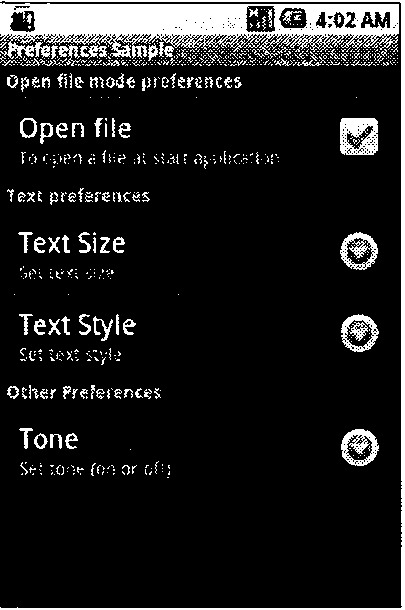 4:02 AM
Preferences Sample
Open file mode preferences
Open file
To open a file at start application
Text preferences
Text Size
Set text size
Text Style
Set text style
Other Preferences
Tone
Set tone (on or off)